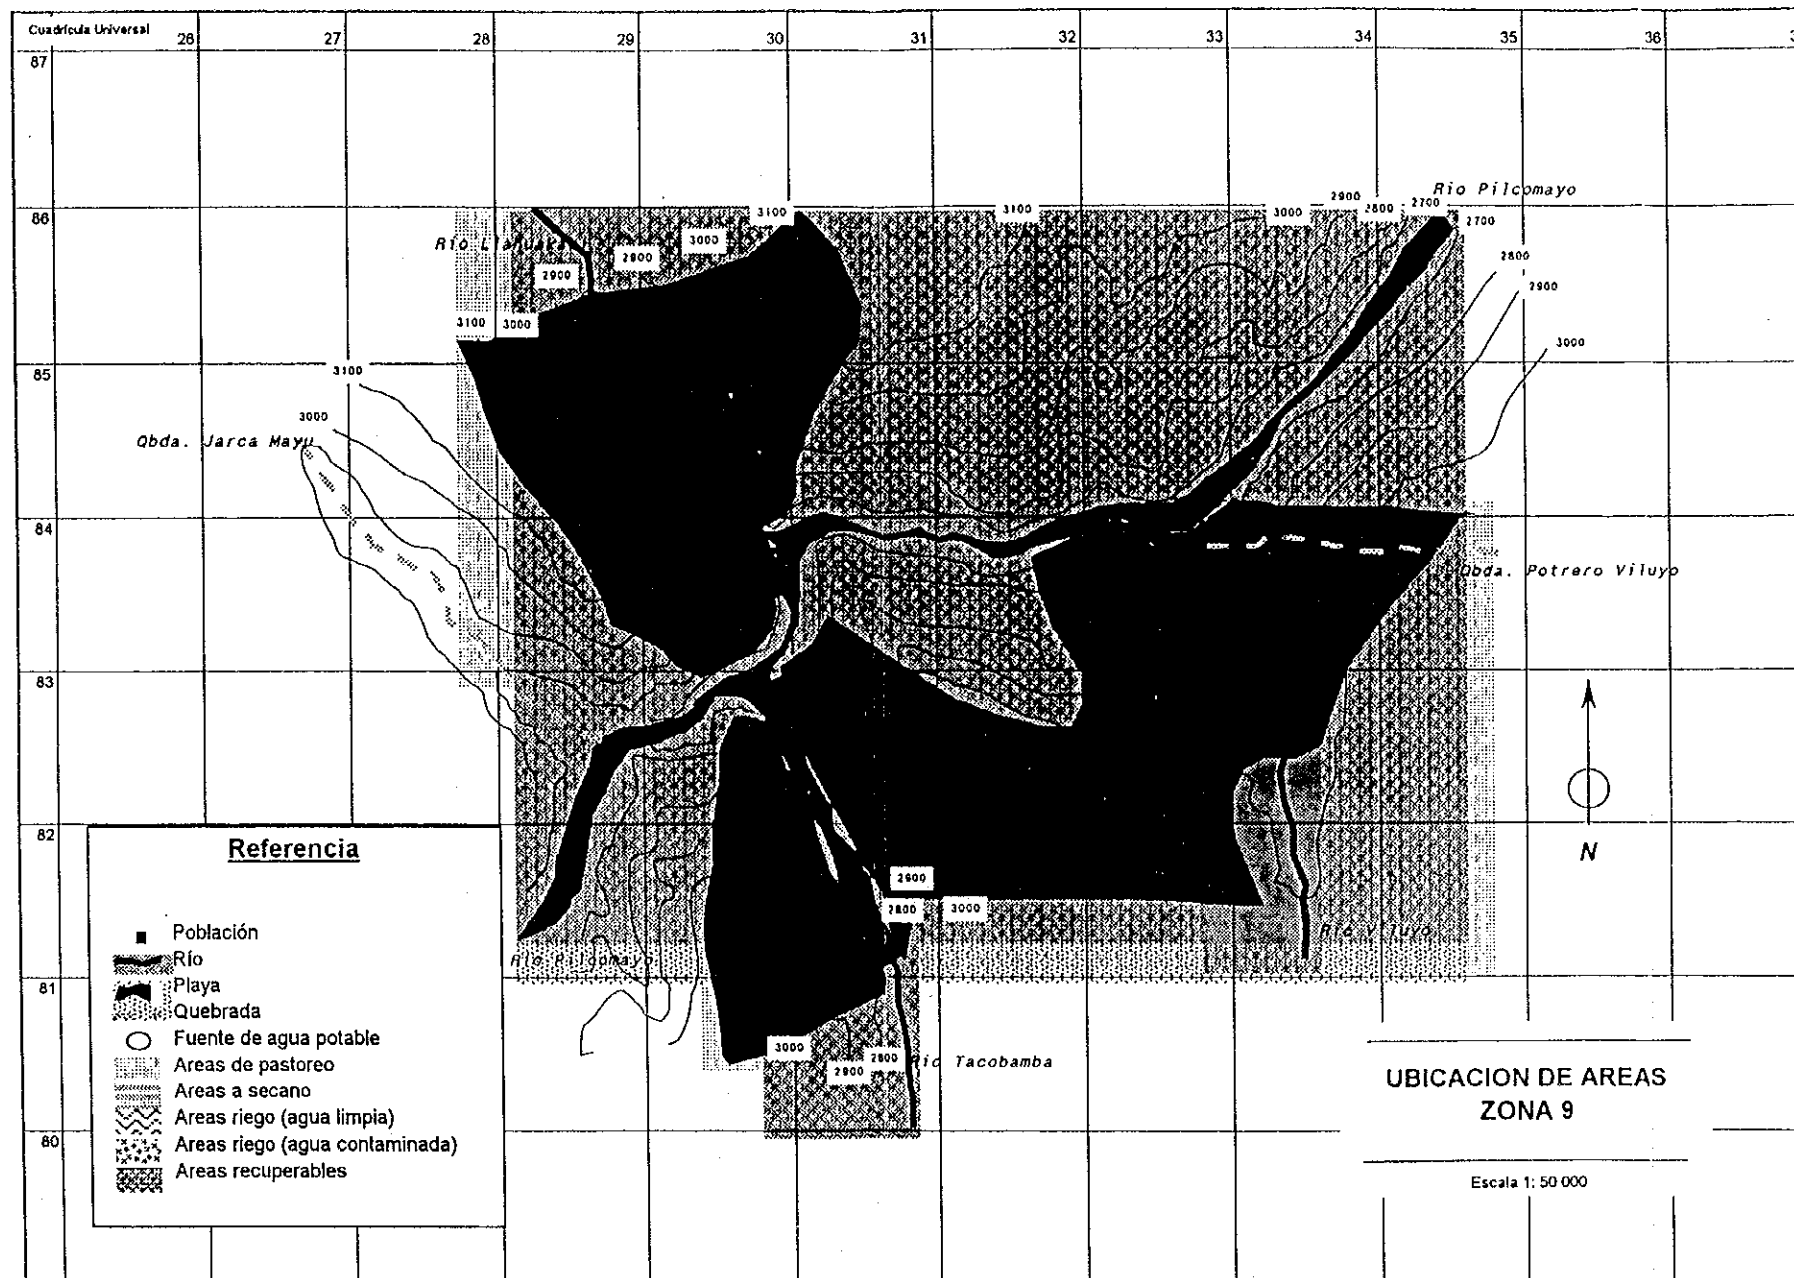 Cuadrícula Universal
26 27 28 29 30 31 32 33 34 35 36
87
86
85
84
83
82
81
80
Rio Pilcomayo
3100 3100 3000 2900 2800 2700
2700
2800
2900
3000
Río
3000
2800
2900
3100 3000
3100
3000
Qbda. Jarca Mayu
Qbda. Potrero Viluyo
N
2900
2800 3000
Río Viluyo
Río Pilcomayo
3000
2800
2900
Río Tacobamba
Referencia
Población
Río
Playa
Quebrada
Fuente de agua potable
Areas de pastoreo
Areas a secano
Areas riego (agua limpia)
Areas riego (agua contaminada)
Areas recuperables
UBICACION DE AREAS
ZONA 9
Escala 1: 50 000